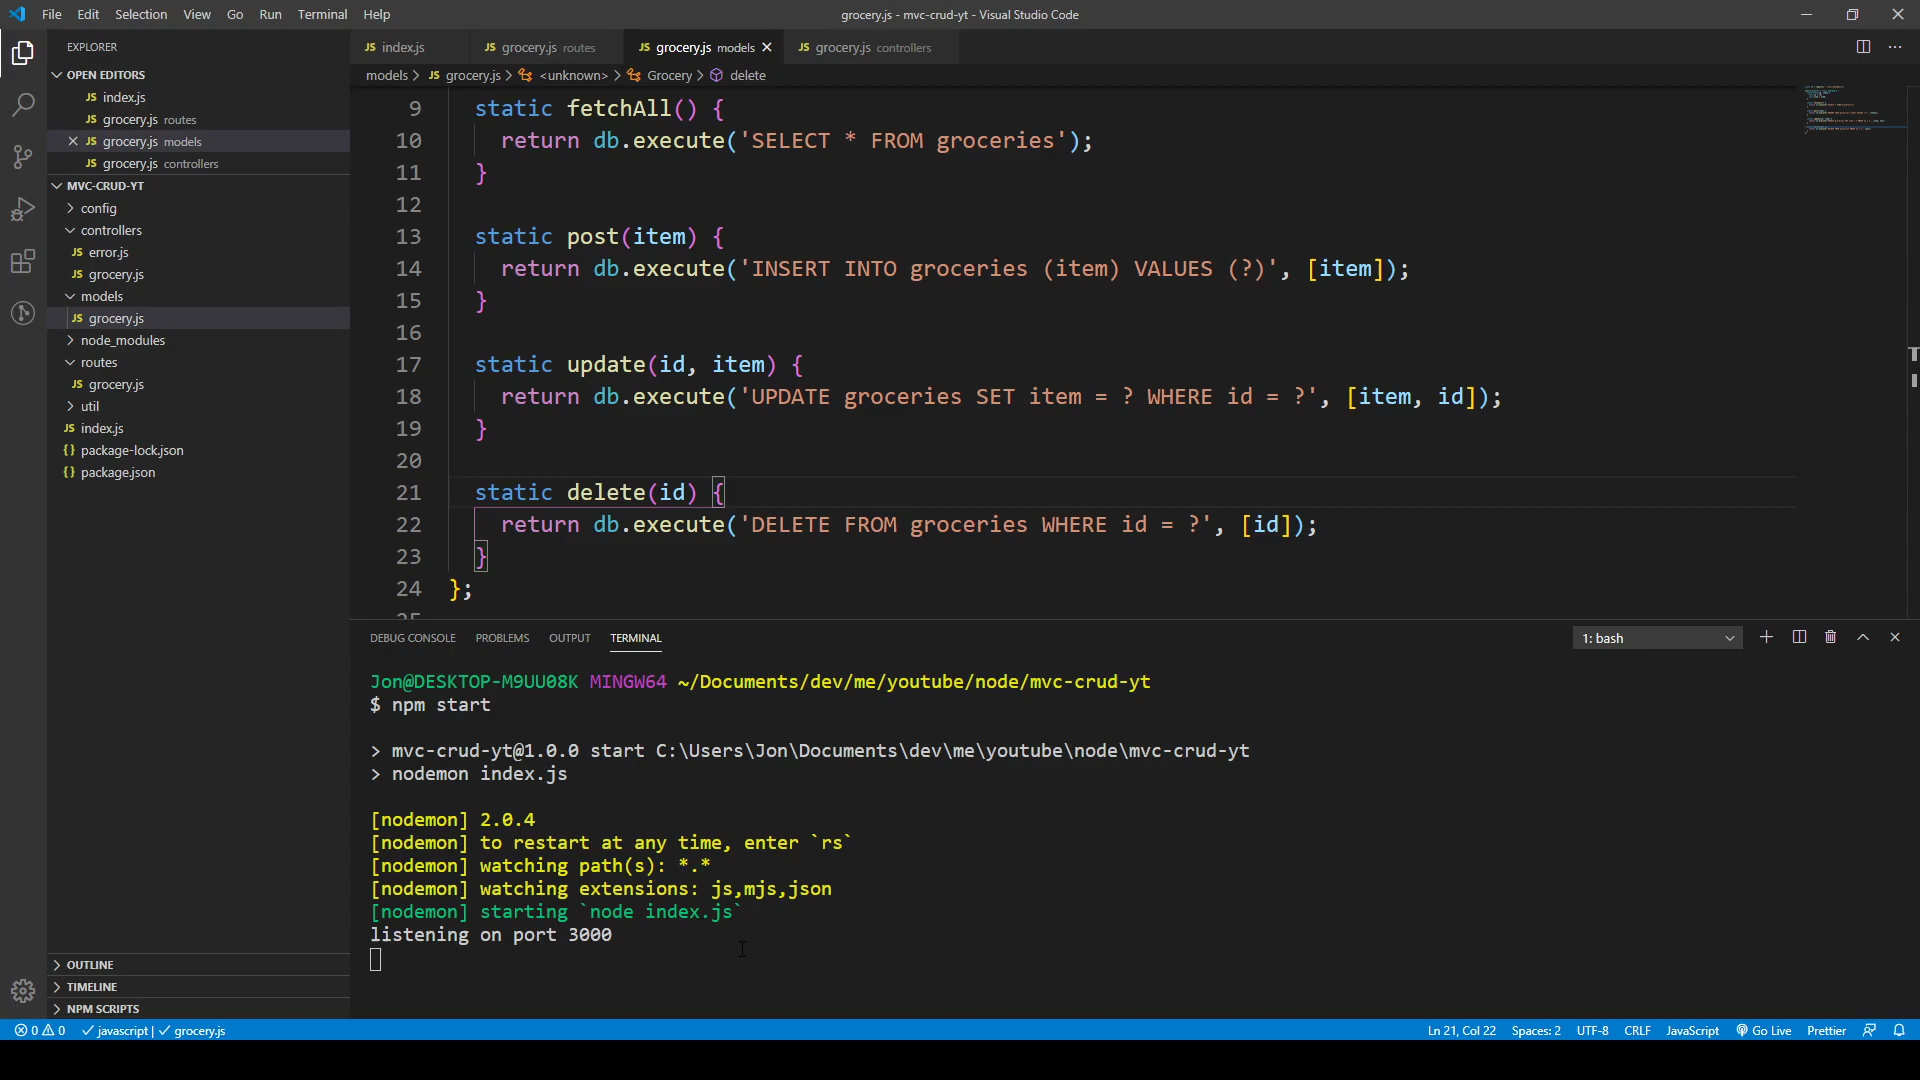 File Edit Selection View Go Run Terminal Help
grocery.js - mvc-crud-yt - Visual Studio Code
EXPLORER
OPEN EDITORS
JS index.js
JS grocery.js routes
JS grocery.js models
JS grocery.js controllers
MVC-CRUD-YT
config
controllers
JS error.js
JS grocery.js
models
JS grocery.js
node_modules
routes
JS grocery.js
util
JS index.js
{} package-lock.json
{} package.json
OUTLINE
TIMELINE
NPM SCRIPTS
JS index.js JS grocery.js routes JS grocery.js models JS grocery.js controllers
models > JS grocery.js > <unknown> > Grocery > delete
9 static fetchAll() {
10 return db.execute('SELECT * FROM groceries');
11 }
12
13 static post(item) {
14 return db.execute('INSERT INTO groceries (item) VALUES (?)', [item]);
15 }
16
17 static update(id, item) {
18 return db.execute('UPDATE groceries SET item = ? WHERE id = ?', [item, id]);
19 }
20
21 static delete(id) {
22 return db.execute('DELETE FROM groceries WHERE id = ?', [id]);
23 }
24 };
25
DEBUG CONSOLE PROBLEMS OUTPUT TERMINAL
1: bash
Jon@DESKTOP-M9UU08K MINGW64 ~/Documents/dev/me/youtube/node/mvc-crud-yt
$ npm start
> mvc-crud-yt@1.0.0 start C:\Users\Jon\Documents\dev\me\youtube\node\mvc-crud-yt
> nodemon index.js
[nodemon] 2.0.4
[nodemon] to restart at any time, enter `rs`
[nodemon] watching path(s): *.*
[nodemon] watching extensions: js,mjs,json
[nodemon] starting `node index.js`
listening on port 3000
0 0 javascript | grocery.js
Ln 21, Col 22 Spaces: 2 UTF-8 CRLF JavaScript Go Live Prettier